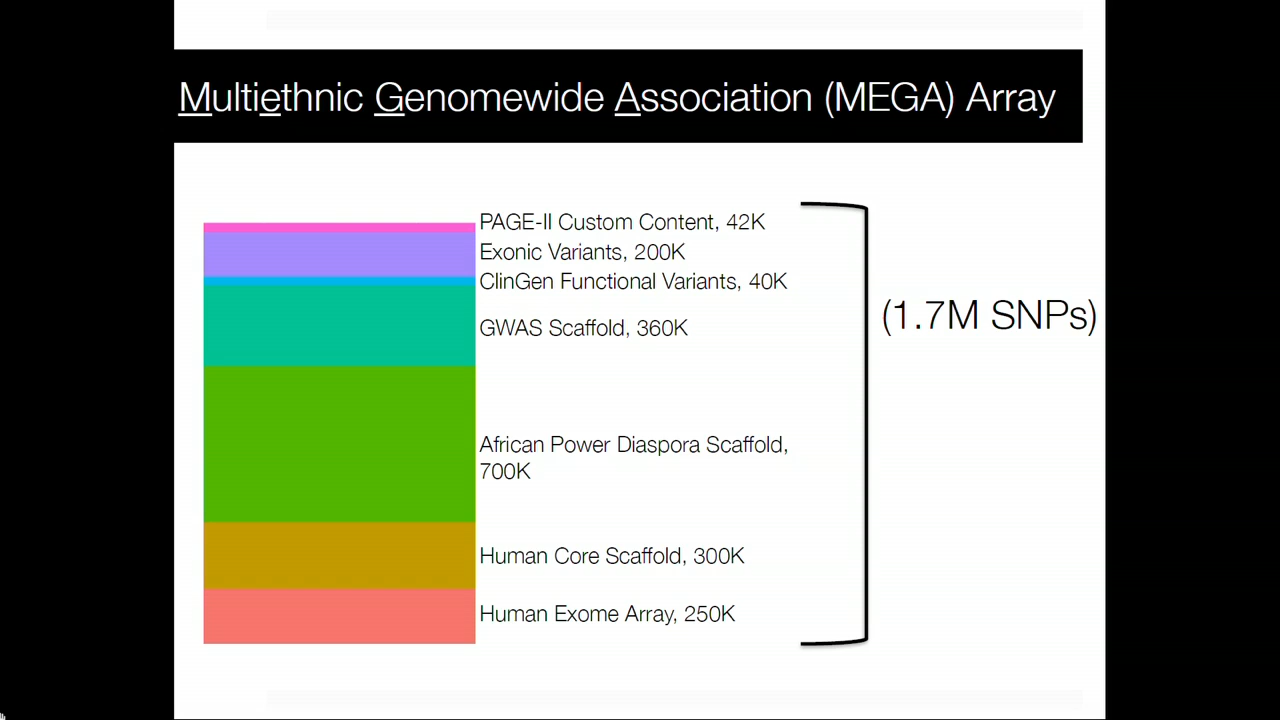 Multiethnic Genomewide Association (MEGA) Array
PAGE-II Custom Content, 42K
Exonic Variants, 200K
ClinGen Functional Variants, 40K
GWAS Scaffold, 360K
African Power Diaspora Scaffold,
700K
Human Core Scaffold, 300K
Human Exome Array, 250K
(1.7M SNPs)